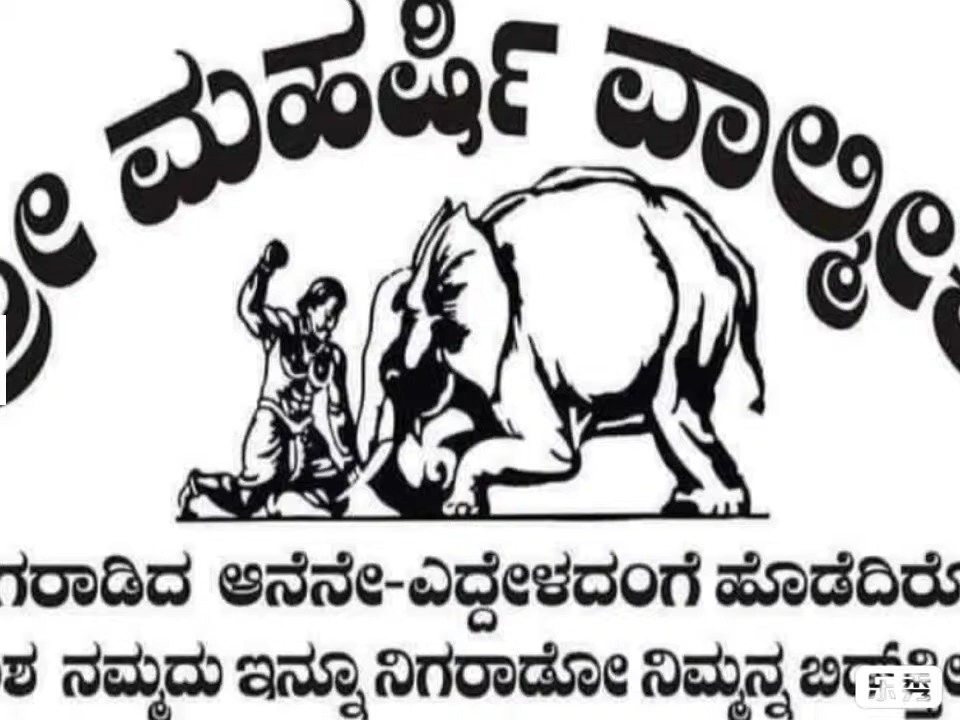 ಶ್ರೀ ಮಹರ್ಷಿ ವಾಲ್ಮೀಕಿ
ಗರಾಡಿದ ಆನೆನೇ-ಎದ್ದೇಳದಂಗೆ ಹೊಡೆದಿರೋ
ಶ ನಮ್ಮದು ಇನ್ನೂ ನಿಗರಾಡೋ ನಿಮ್ಮನ್ನ